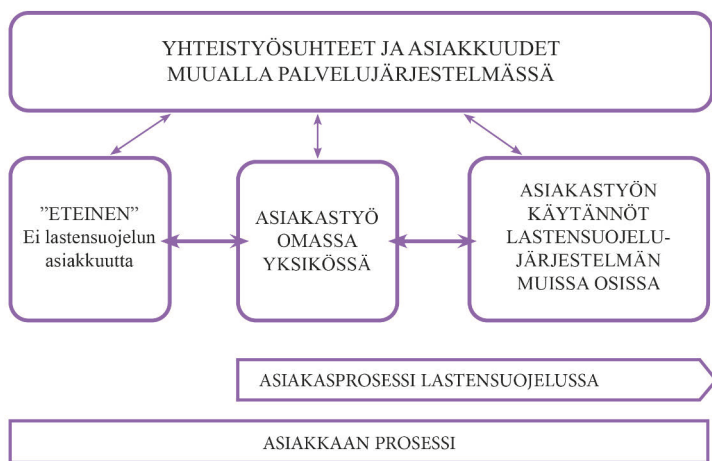 YHTEISTYÖSUHTEET JA ASIAKKUUDET
MUUALLA PALVELUJÄRJESTELMÄSSÄ
”ETEINEN”
Ei lastensuojelun
asiakkuutta
ASIAKASTYÖ
OMASSA
YKSIKÖSSÄ
ASIAKASTYÖN
KÄYTÄNNÖT
LASTENSUOJELU-
JÄRJESTELMÄN
MUISSA OSISSA
ASIAKASPROSESSI LASTENSUOJELUSSA
ASIAKKAAN PROSESSI